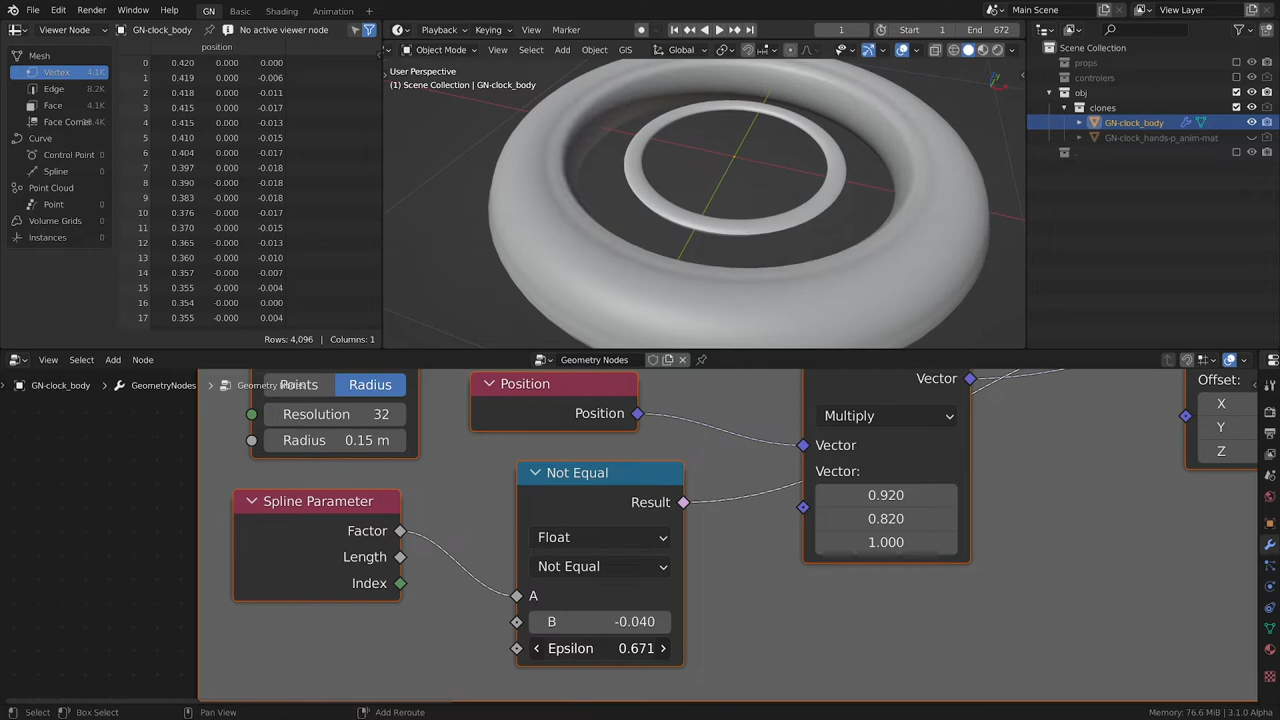 File Edit Render Window Help GN Basic Shading Animation + Main Scene View Layer
Viewer Node GN-clock_body No active viewer node Playback Keying View Marker 1 Start 1 End 672
position
Mesh
Vertex 4.1K
Edge 8.2K
Face 4.1K
Face Corner
Curve
Control Point 0
Spline 0
Point Cloud
Point 0
Volume Grids 0
Instances 0
0 0.420 0.000 0.000
1 0.419 -0.000 -0.006
2 0.418 -0.000 -0.011
3 0.415 -0.000 -0.013
4 0.415 -0.000 -0.013
5 0.410 -0.000 -0.015
6 0.404 -0.000 -0.017
7 0.397 -0.000 -0.018
8 0.390 -0.000 -0.018
9 0.383 -0.000 -0.018
10 0.376 -0.000 -0.017
11 0.370 -0.000 -0.015
12 0.365 -0.000 -0.013
13 0.360 -0.000 -0.010
14 0.357 -0.000 -0.007
15 0.355 -0.000 -0.004
16 0.354 -0.000 0.000
17 0.355 -0.000 0.004
Rows: 4,096 | Columns: 1
Object Mode View Select Add Object GIS Global
User Perspective
(1) Scene Collection | GN-clock_body
Scene Collection
props
controlers
obj
clones
GN-clock_body
GN-clock_hands-p_anim-mat
View Select Add Node Geometry Nodes
GN-clock_body GeometryNodes Geometry Nodes
Points Radius
Resolution 32
Radius 0.15 m
Position
Position
Spline Parameter
Factor
Length
Index
Not Equal
Result
Float
Not Equal
A
B -0.040
Epsilon 0.671
Vector
Multiply
Vector
Vector:
0.920
0.820
1.000
Offset:
X
Y
Z
Select Box Select Pan View Add Reroute Memory: 76.6 MiB | 3.1.0 Alpha